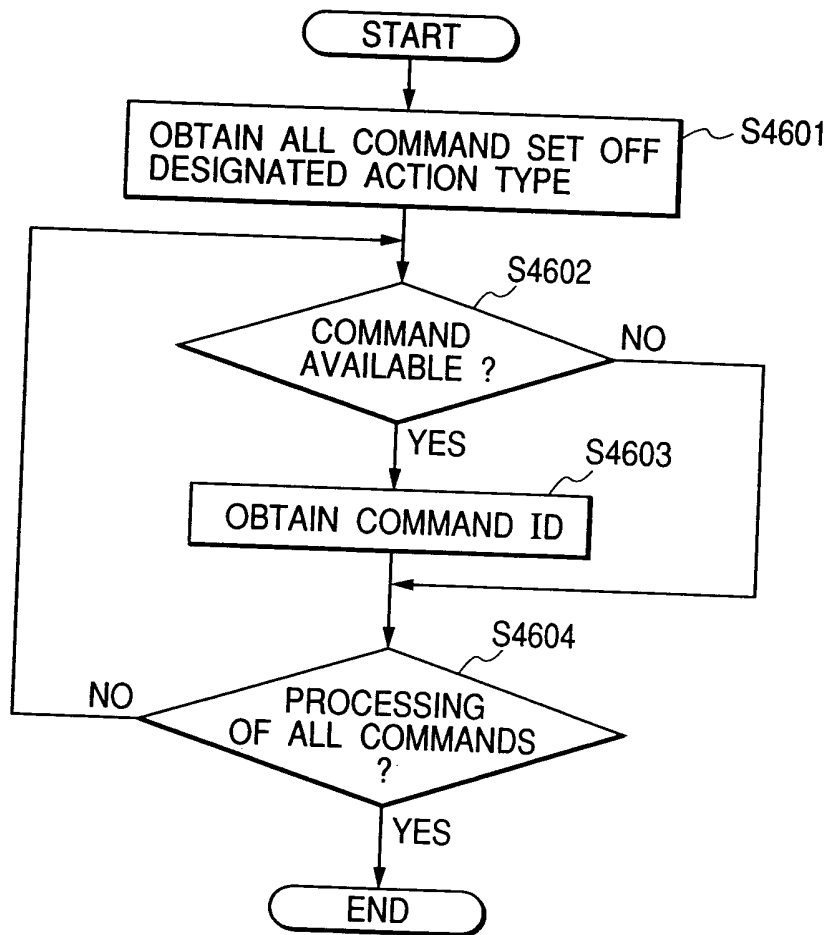 START
OBTAIN ALL COMMAND SET OFF
DESIGNATED ACTION TYPE
S4601
S4602
COMMAND
AVAILABLE ?
NO
YES
S4603
OBTAIN COMMAND ID
S4604
NO
PROCESSING
OF ALL COMMANDS
?
YES
END